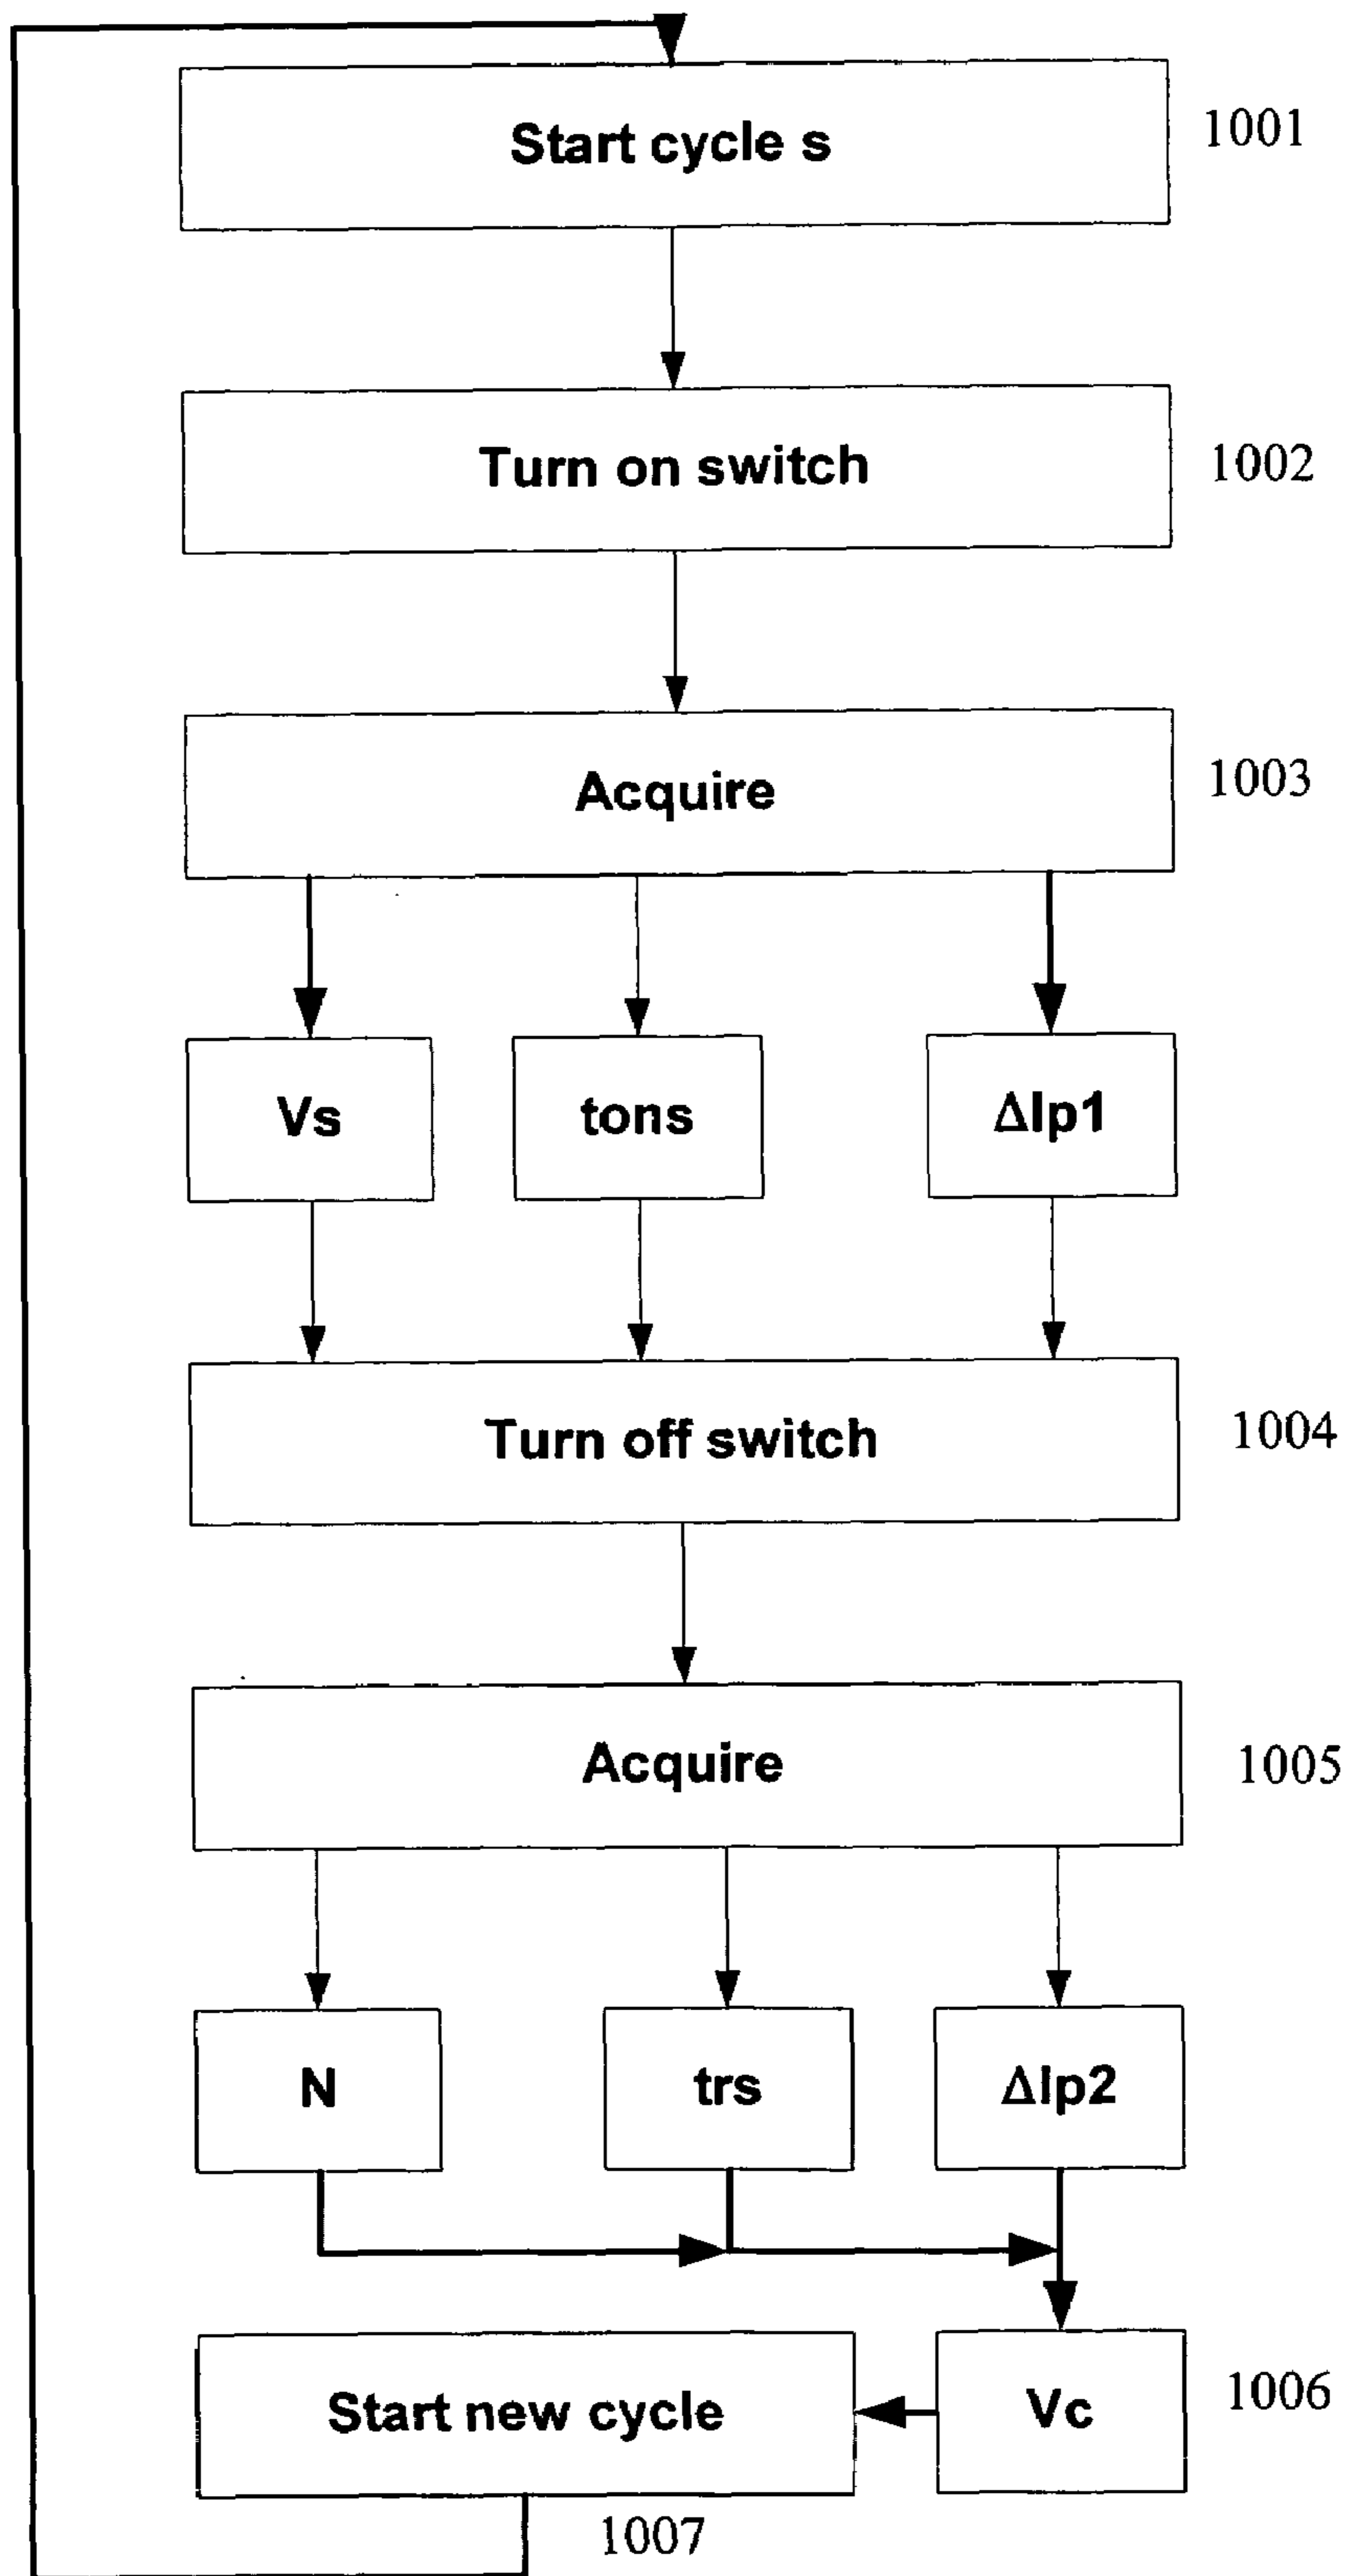 Start cycle s
1001
Turn on switch
1002
Acquire
1003
Vs
tons
ΔIp1
Turn off switch
1004
Acquire
1005
N
trs
ΔIp2
Start new cycle
Vc
1006
1007